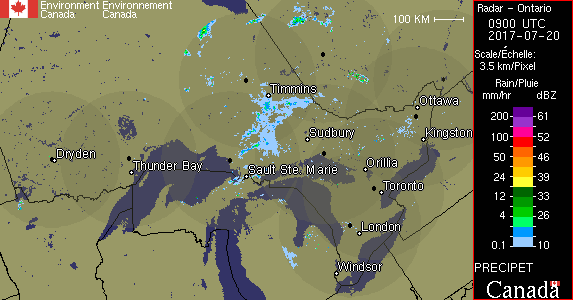 Environment Environnement
Canada Canada
100 KM
Timmins
Ottawa
Sudbury
Kingston
Dryden
Thunder Bay
Sault Ste. Marie
Orillia
Toronto
London
Windsor
Radar - Ontario
0900 UTC
2017-07-20
Scale/Échelle:
3.5 km/Pixel
Rain/Pluie
mm/hr dBZ
200 61
100 52
50 46
24 39
12 33
4 26
0.1 10
PRECIPET
Canada